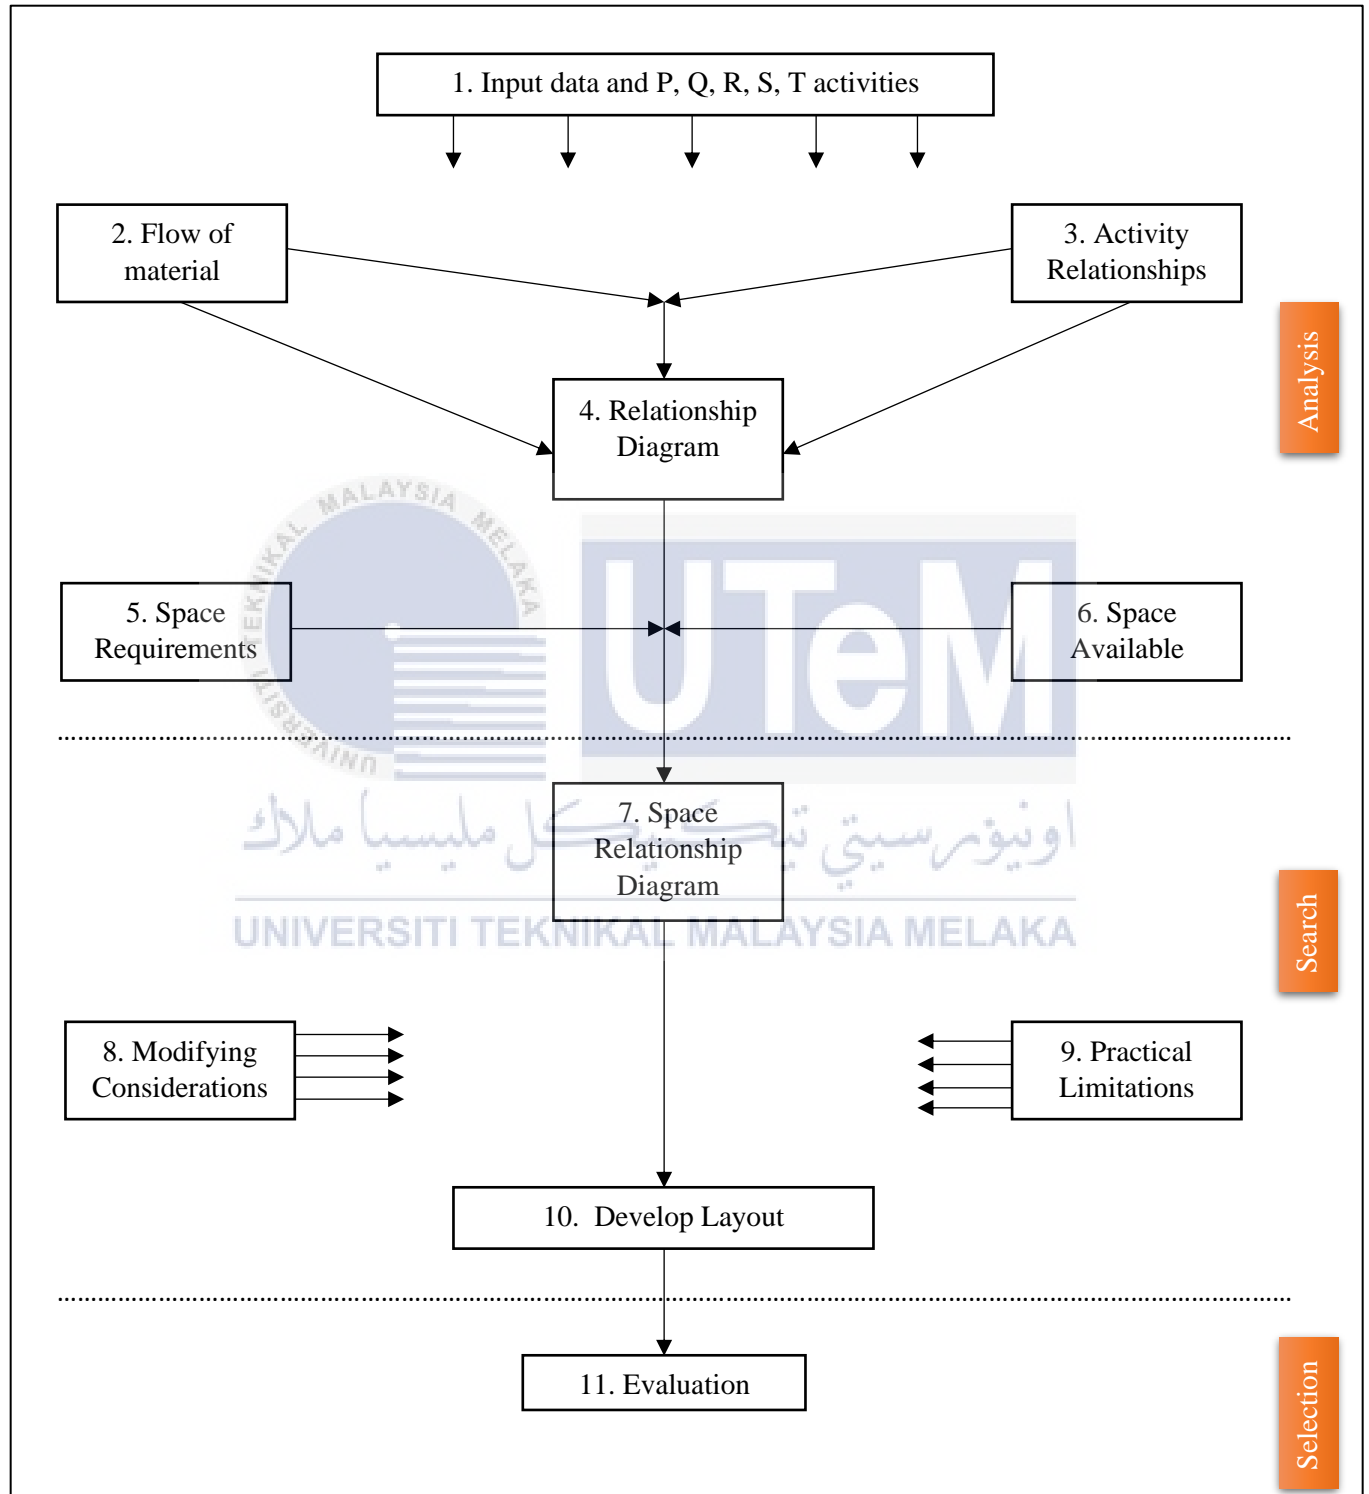 1. Input data and P, Q, R, S, T activities
2. Flow of
material
3. Activity
Relationships
Analysis
4. Relationship
Diagram
UNIVERSITI TEKNIKAL MALAYSIA MELAKA
UTeM
5. Space
Requirements
6. Space
Available
7. Space
Relationship
Diagram
اونيۏرسيتي تيكنيكل مليسيا ملاك
UNIVERSITI TEKNIKAL MALAYSIA MELAKA
Search
8. Modifying
Considerations
9. Practical
Limitations
10. Develop Layout
11. Evaluation
Selection